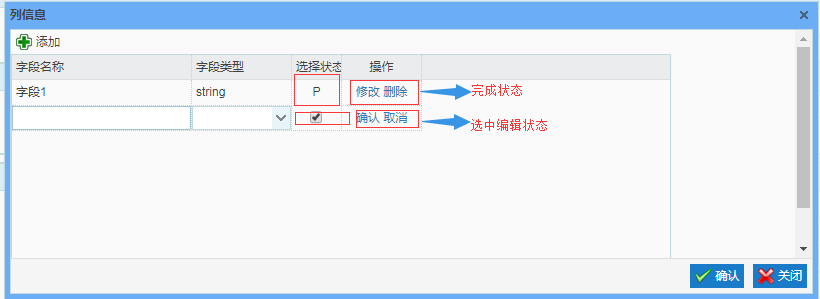 列信息
添加
字段名称 字段类型 选择状态 操作
字段1 string P 修改 删除 完成状态
确认 取消 选中编辑状态
确认 关闭